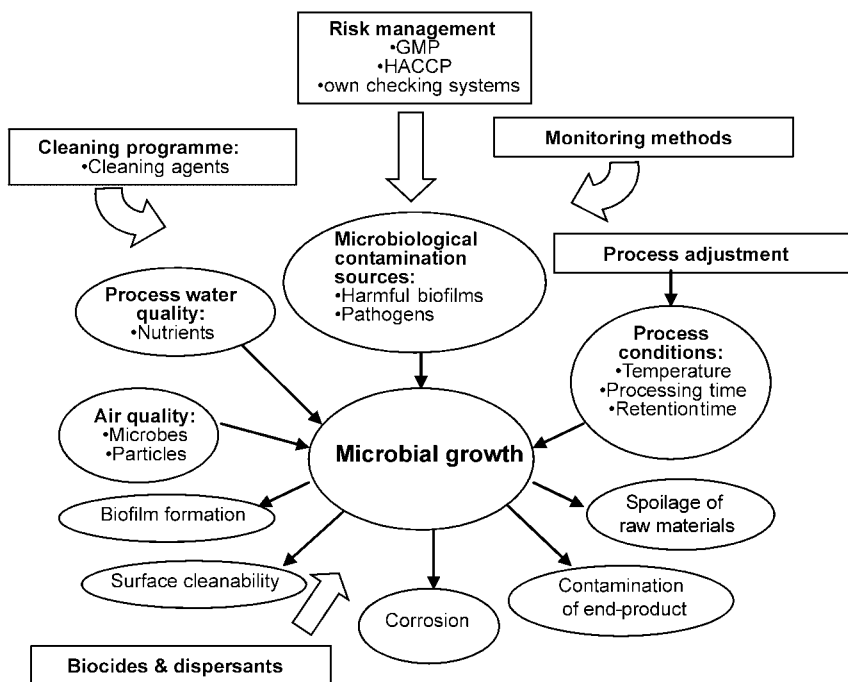 Risk management
•GMP
•HACCP
•own checking systems
Monitoring methods
Cleaning programme:
•Cleaning agents
Microbiological
contamination
sources:
•Harmful biofilms
•Pathogens
Process adjustment
Process water
quality:
•Nutrients
Process
conditions:
•Temperature
•Processing time
•Retentiontime
Air quality:
•Microbes
•Particles
Microbial growth
Biofilm formation
Spoilage of
raw materials
Surface cleanability
Contamination
of end-product
Corrosion
Biocides & dispersants